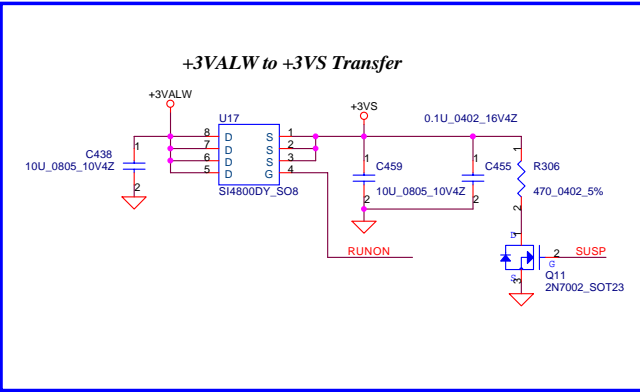 +3VALW to +3VS Transfer
+3VALW
U17
+3VS
0.1U_0402_16V4Z
8 D S 1
7 D S 2
6 D S 3
5 D G 4
SI4800DY_SO8
1
C438
10U_0805_10V4Z
2
1
C459
10U_0805_10V4Z
2
1
C455
2
1
R306
470_0402_5%
2
RUNON
D 1
2 SUSP
G
S 3
Q11
2N7002_SOT23